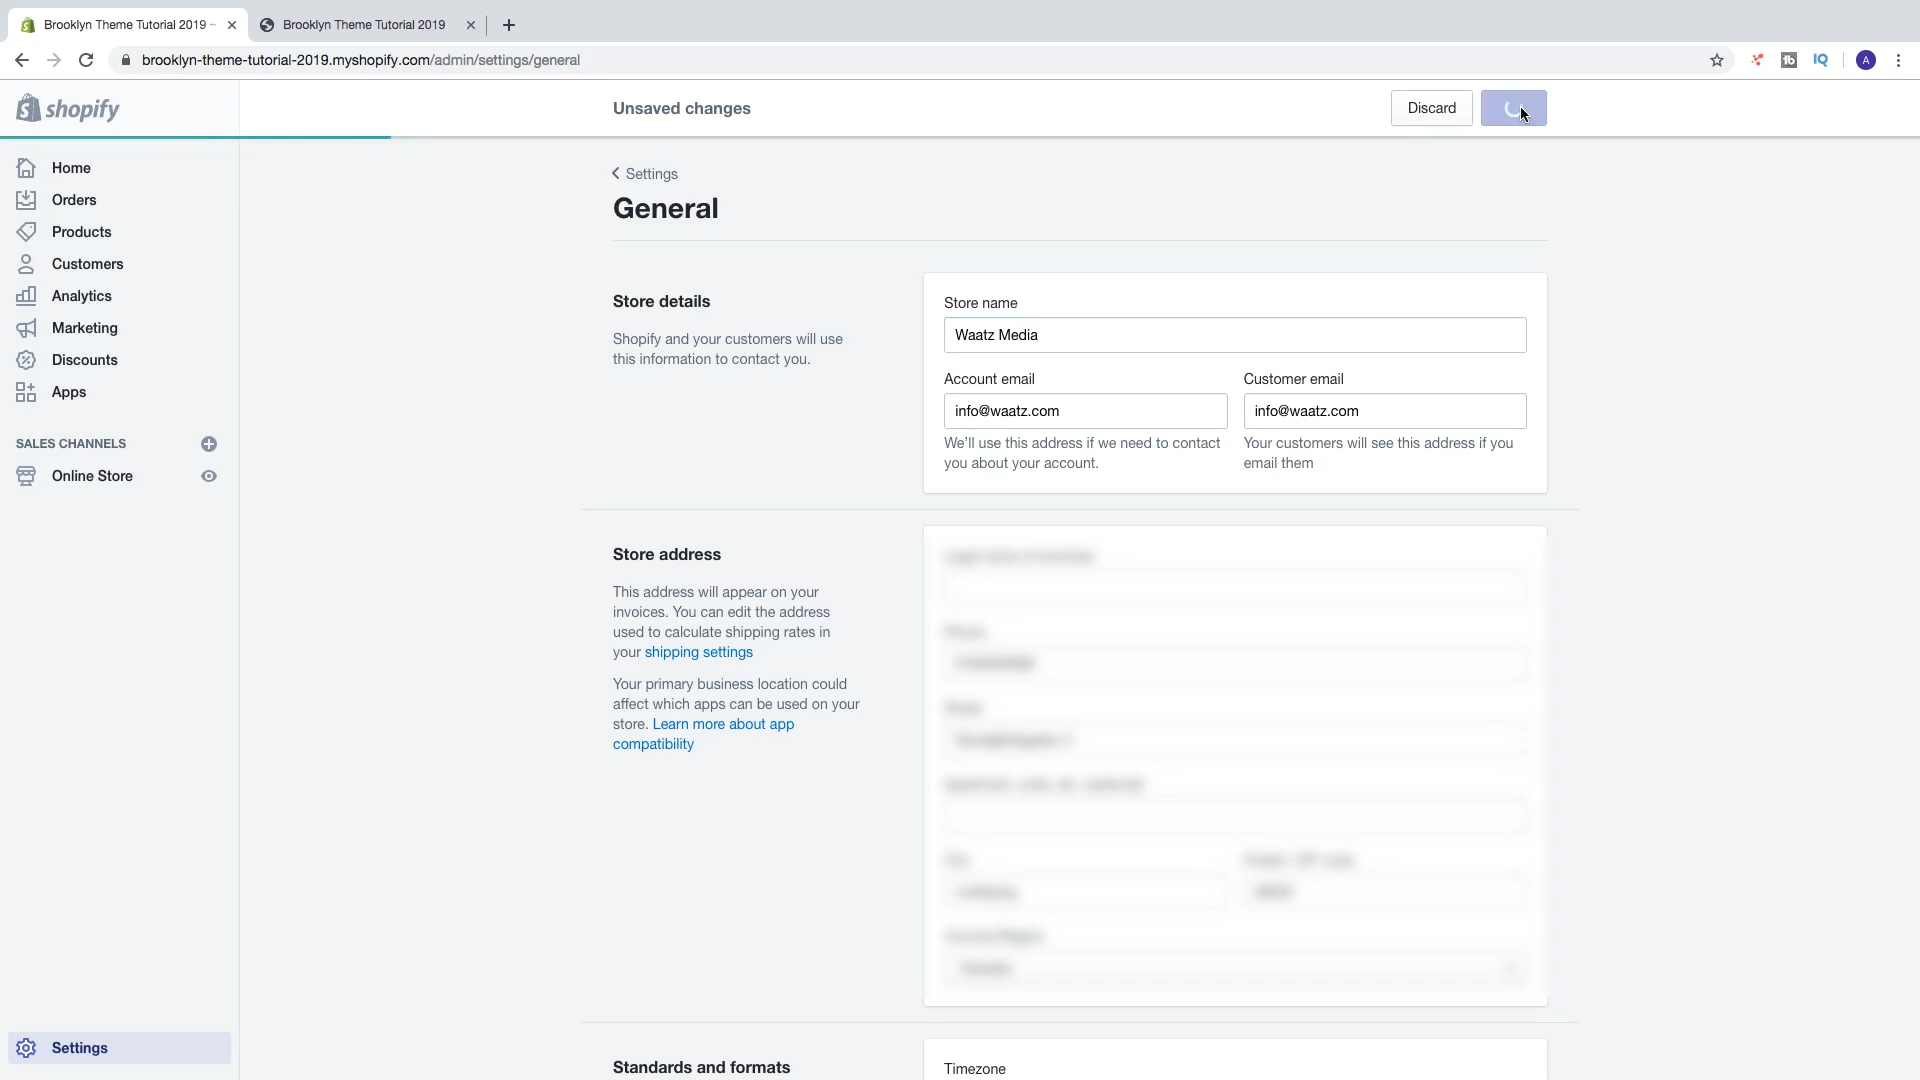 Brooklyn Theme Tutorial 2019 -
Brooklyn Theme Tutorial 2019
brooklyn-theme-tutorial-2019.myshopify.com/admin/settings/general
IQ
A
shopify
Unsaved changes
Discard
Home
Orders
Products
Customers
Analytics
Marketing
Discounts
Apps
SALES CHANNELS
Online Store
Settings
Settings
General
Store details
Shopify and your customers will use
this information to contact you.
Store name
Waatz Media
Account email
Customer email
info@waatz.com
info@waatz.com
We'll use this address if we need to contact
you about your account.
Your customers will see this address if you
email them
Store address
This address will appear on your
invoices. You can edit the address
used to calculate shipping rates in
your shipping settings
Your primary business location could
affect which apps can be used on your
store. Learn more about app
compatibility
Standards and formats
Timezone